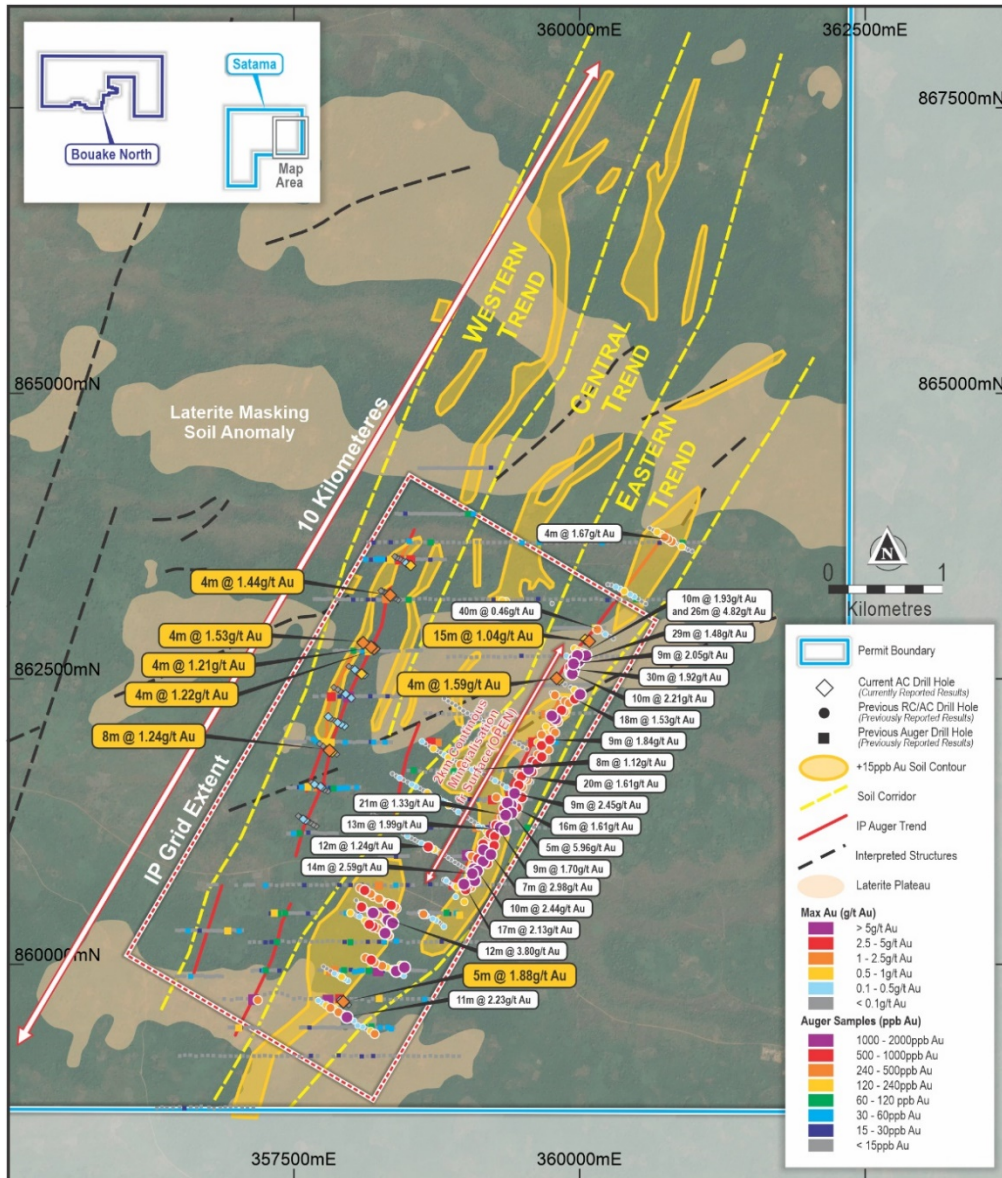 360000mE
362500mE
867500mN
Satama
Bouake North
Map
Area
WESTERN
TREND
CENTRAL
TREND
EASTERN
TREND
865000mN
865000mN
Laterite Masking
Soil Anomaly
10 Kilometeres
IP Grid Extent
N
0 1
Kilometres
4m @ 1.67g/t Au
4m @ 1.44g/t Au
10m @ 1.93g/t Au
and 26m @ 4.82g/t Au
40m @ 0.46g/t Au
15m @ 1.04g/t Au
29m @ 1.48g/t Au
4m @ 1.53g/t Au
9m @ 2.05g/t Au
4m @ 1.21g/t Au
30m @ 1.92g/t Au
862500mN
4m @ 1.22g/t Au
4m @ 1.59g/t Au
10m @ 2.21g/t Au
18m @ 1.53g/t Au
8m @ 1.24g/t Au
9m @ 1.84g/t Au
2km Continous
Mineralisation
@ Surface (OPEN)
8m @ 1.12g/t Au
20m @ 1.61g/t Au
21m @ 1.33g/t Au
9m @ 2.45g/t Au
13m @ 1.99g/t Au
16m @ 1.61g/t Au
12m @ 1.24g/t Au
5m @ 5.96g/t Au
14m @ 2.59g/t Au
9m @ 1.70g/t Au
7m @ 2.98g/t Au
10m @ 2.44g/t Au
17m @ 2.13g/t Au
12m @ 3.80g/t Au
860000mN
5m @ 1.88g/t Au
11m @ 2.23g/t Au
357500mE
360000mE
Permit Boundary
Current AC Drill Hole
(Currently Reported Results)
Previous RC/AC Drill Hole
(Previously Reported Results)
Previous Auger Drill Hole
(Previously Reported Results)
+15ppb Au Soil Contour
Soil Corridor
IP Auger Trend
Interpreted Structures
Laterite Plateau
Max Au (g/t Au)
> 5g/t Au
2.5 - 5g/t Au
1 - 2.5g/t Au
0.5 - 1g/t Au
0.1 - 0.5g/t Au
< 0.1g/t Au
Auger Samples (ppb Au)
1000 - 2000ppb Au
500 - 1000ppb Au
240 - 500ppb Au
120 - 240ppb Au
60 - 120 ppb Au
30 - 60ppb Au
15 - 30ppb Au
< 15ppb Au